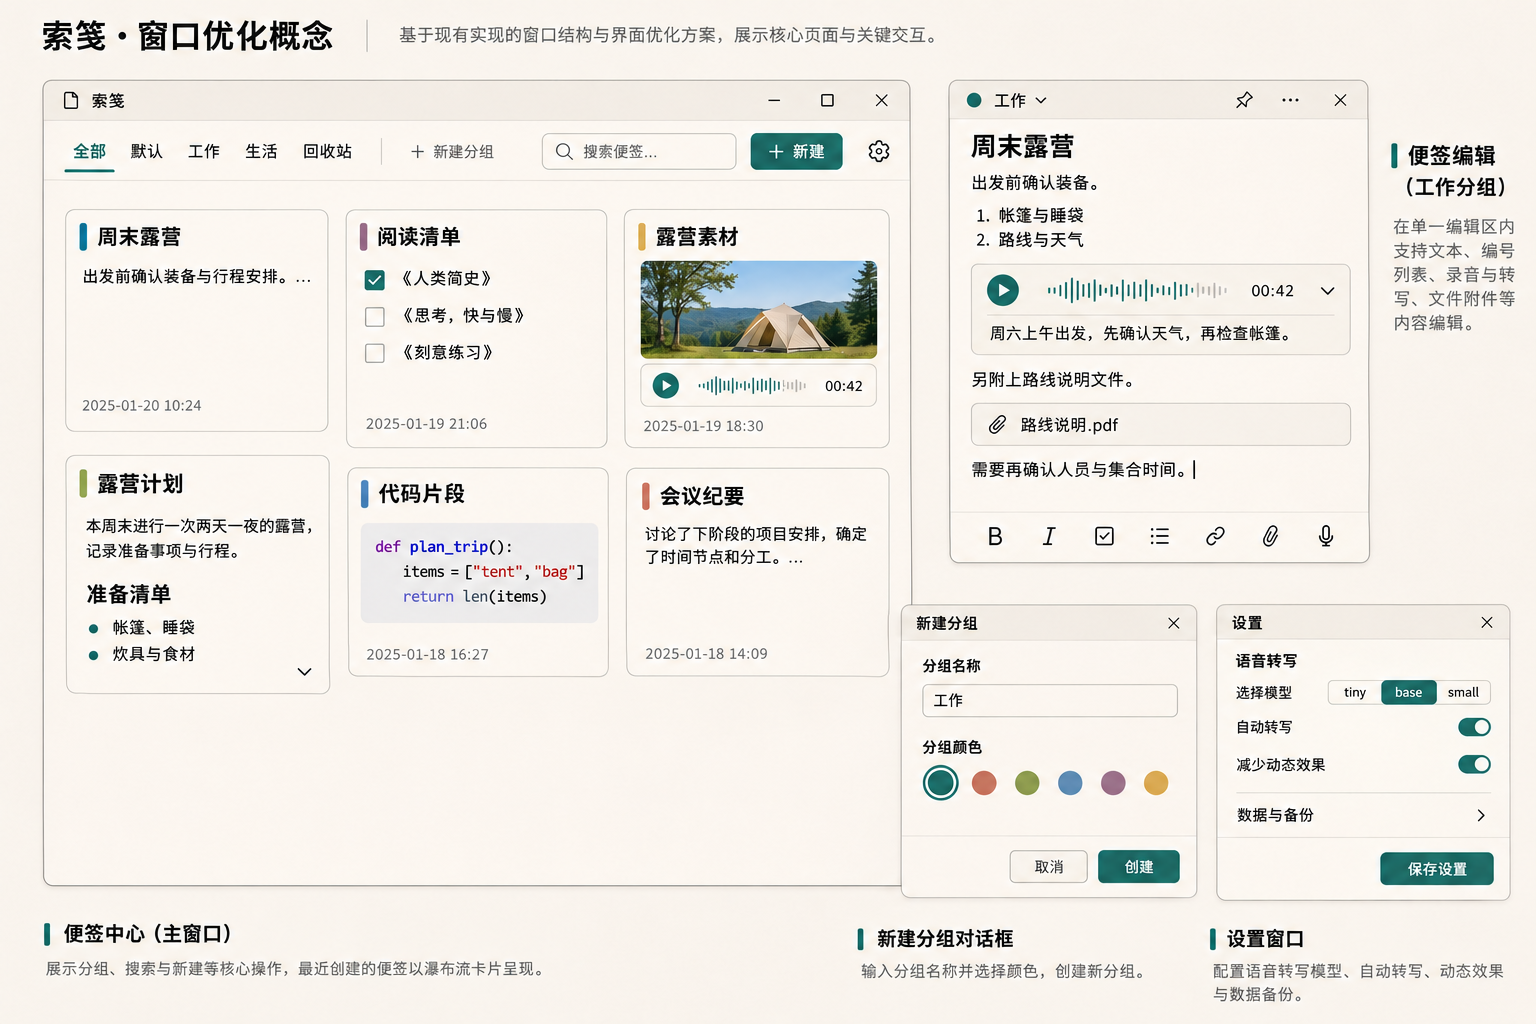 索笺·窗口优化概念
基于现有实现的窗口结构与界面优化方案，展示核心页面与关键交互。
索笺
全部 默认 工作 生活 回收站 + 新建分组 搜索便签... + 新建
周末露营
出发前确认装备与行程安排。...
2025-01-20 10:24
阅读清单
《人类简史》
《思考，快与慢》
《刻意练习》
2025-01-19 21:06
露营素材
00:42
2025-01-19 18:30
露营计划
本周末进行一次两天一夜的露营，
记录准备事项与行程。
准备清单
帐篷、睡袋
炊具与食材
代码片段
def plan_trip():
items = ["tent","bag"]
return len(items)
2025-01-18 16:27
会议纪要
讨论了下阶段的项目安排，确定
了时间节点和分工。...
2025-01-18 14:09
工作
周末露营
出发前确认装备。
1. 帐篷与睡袋
2. 路线与天气
00:42
周六上午出发，先确认天气，再检查帐篷。
另附上路线说明文件。
路线说明.pdf
需要再确认人员与集合时间。
B I
便签编辑
（工作分组）
在单一编辑区内
支持文本、编号
列表、录音与转
写、文件附件等
内容编辑。
新建分组
分组名称
工作
分组颜色
取消 创建
设置
语音转写
选择模型 tiny base small
自动转写
减少动态效果
数据与备份
保存设置
便签中心（主窗口）
展示分组、搜索与新建等核心操作，最近创建的便签以瀑布流卡片呈现。
新建分组对话框
输入分组名称并选择颜色，创建新分组。
设置窗口
配置语音转写模型、自动转写、动态效果
与数据备份。